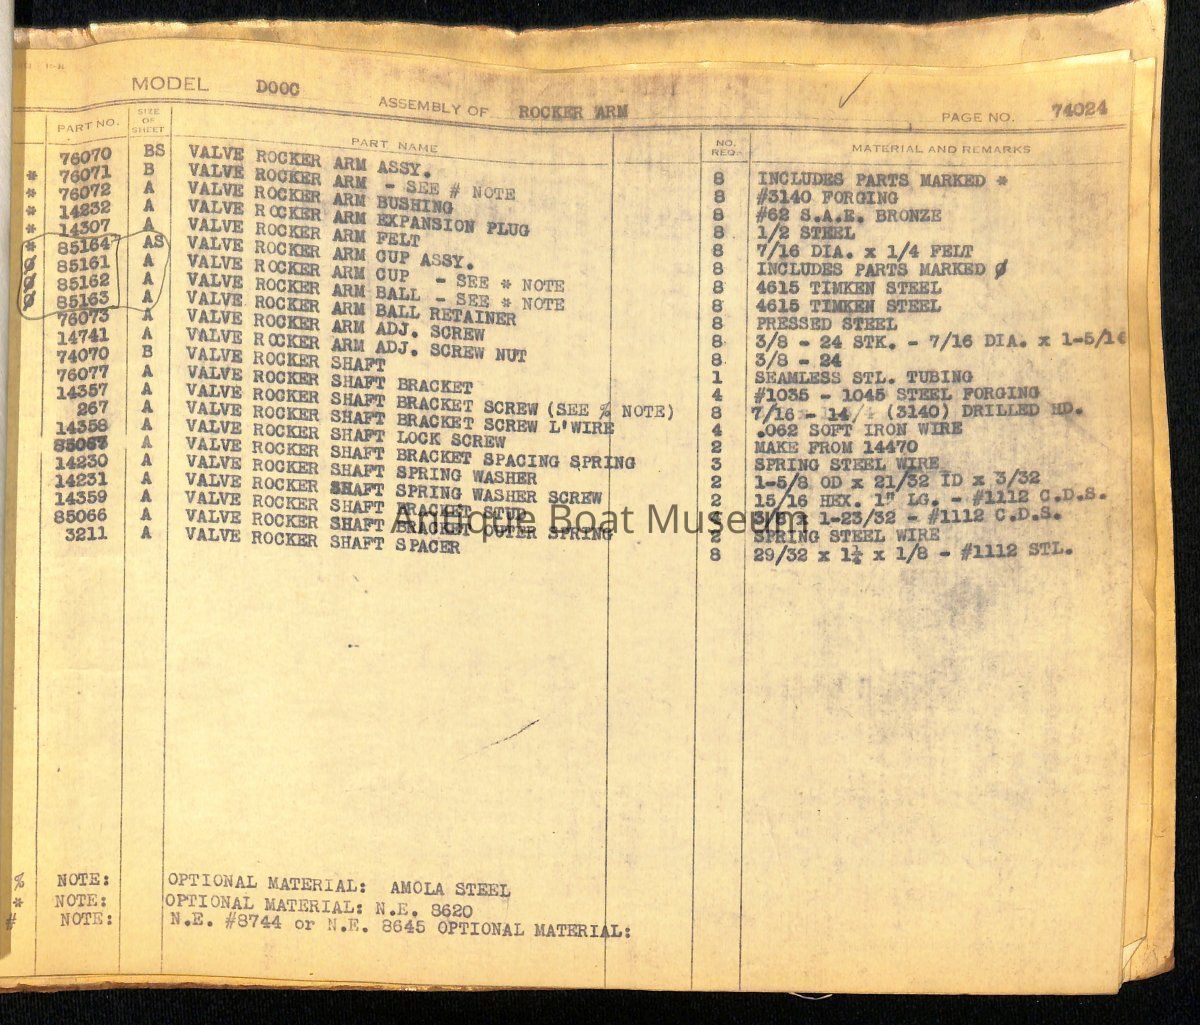 MODEL D00C ASSEMBLY OF ROCKER ARM PAGE NO. 74024
PART NO. SIZE OF SHEET PART NAME NO. REQ. MATERIAL AND REMARKS
76070 BS VALVE ROCKER ARM ASSY. 8 INCLUDES PARTS MARKED *
* 76071 B VALVE ROCKER ARM - SEE # NOTE 8 #3140 FORGING
* 76072 A VALVE ROCKER ARM BUSHING 8 #62 S.A.E. BRONZE
* 14232 A VALVE ROCKER ARM EXPANSION PLUG 8 1/2 STEEL
* 14307 A VALVE ROCKER ARM FELT 8 7/16 DIA. x 1/4 FELT
* 85164 AS VALVE ROCKER ARM CUP ASSY. 8 INCLUDES PARTS MARKED Ø
Ø 85161 A VALVE ROCKER ARM CUP - SEE * NOTE 8 4615 TIMKEN STEEL
Ø 85162 A VALVE ROCKER ARM BALL - SEE * NOTE 8 4615 TIMKEN STEEL
Ø 85163 A VALVE ROCKER ARM BALL RETAINER 8 PRESSED STEEL
76073 A VALVE ROCKER ARM ADJ. SCREW 8 3/8 - 24 STK. - 7/16 DIA. x 1-5/16
14741 A VALVE ROCKER ARM ADJ. SCREW NUT 8 3/8 - 24
74070 B VALVE ROCKER SHAFT 1 SEAMLESS STL. TUBING
76077 A VALVE ROCKER SHAFT BRACKET 4 #1035 - 1045 STEEL FORGING
14357 A VALVE ROCKER SHAFT BRACKET SCREW (SEE % NOTE) 8 7/16 - 14 (3140) DRILLED HD.
267 A VALVE ROCKER SHAFT BRACKET SCREW L'WIRE 4 .062 SOFT IRON WIRE
14358 A VALVE ROCKER SHAFT LOCK SCREW 2 MAKE FROM 14470
85067 A VALVE ROCKER SHAFT BRACKET SPACING SPRING 3 SPRING STEEL WIRE
14230 A VALVE ROCKER SHAFT SPRING WASHER 2 1-5/8 OD x 21/32 ID x 3/32
14231 A VALVE ROCKER SHAFT SPRING WASHER SCREW 2 15/16 HEX. 1" LG. - #1112 C.D.S.
14359 A VALVE ROCKER SHAFT BRACKET STUD 1-23/32 - #1112 C.D.S.
85066 A VALVE ROCKER SHAFT BRACKET OUTER SPRING 2 SPRING STEEL WIRE
3211 A VALVE ROCKER SHAFT SPACER 8 29/32 x 1¼ x 1/8 - #1112 STL.
Antique Boat Museum
% NOTE: OPTIONAL MATERIAL: AMOLA STEEL
* NOTE: OPTIONAL MATERIAL: N.E. 8620
# NOTE: N.E. #8744 or N.E. 8645 OPTIONAL MATERIAL: